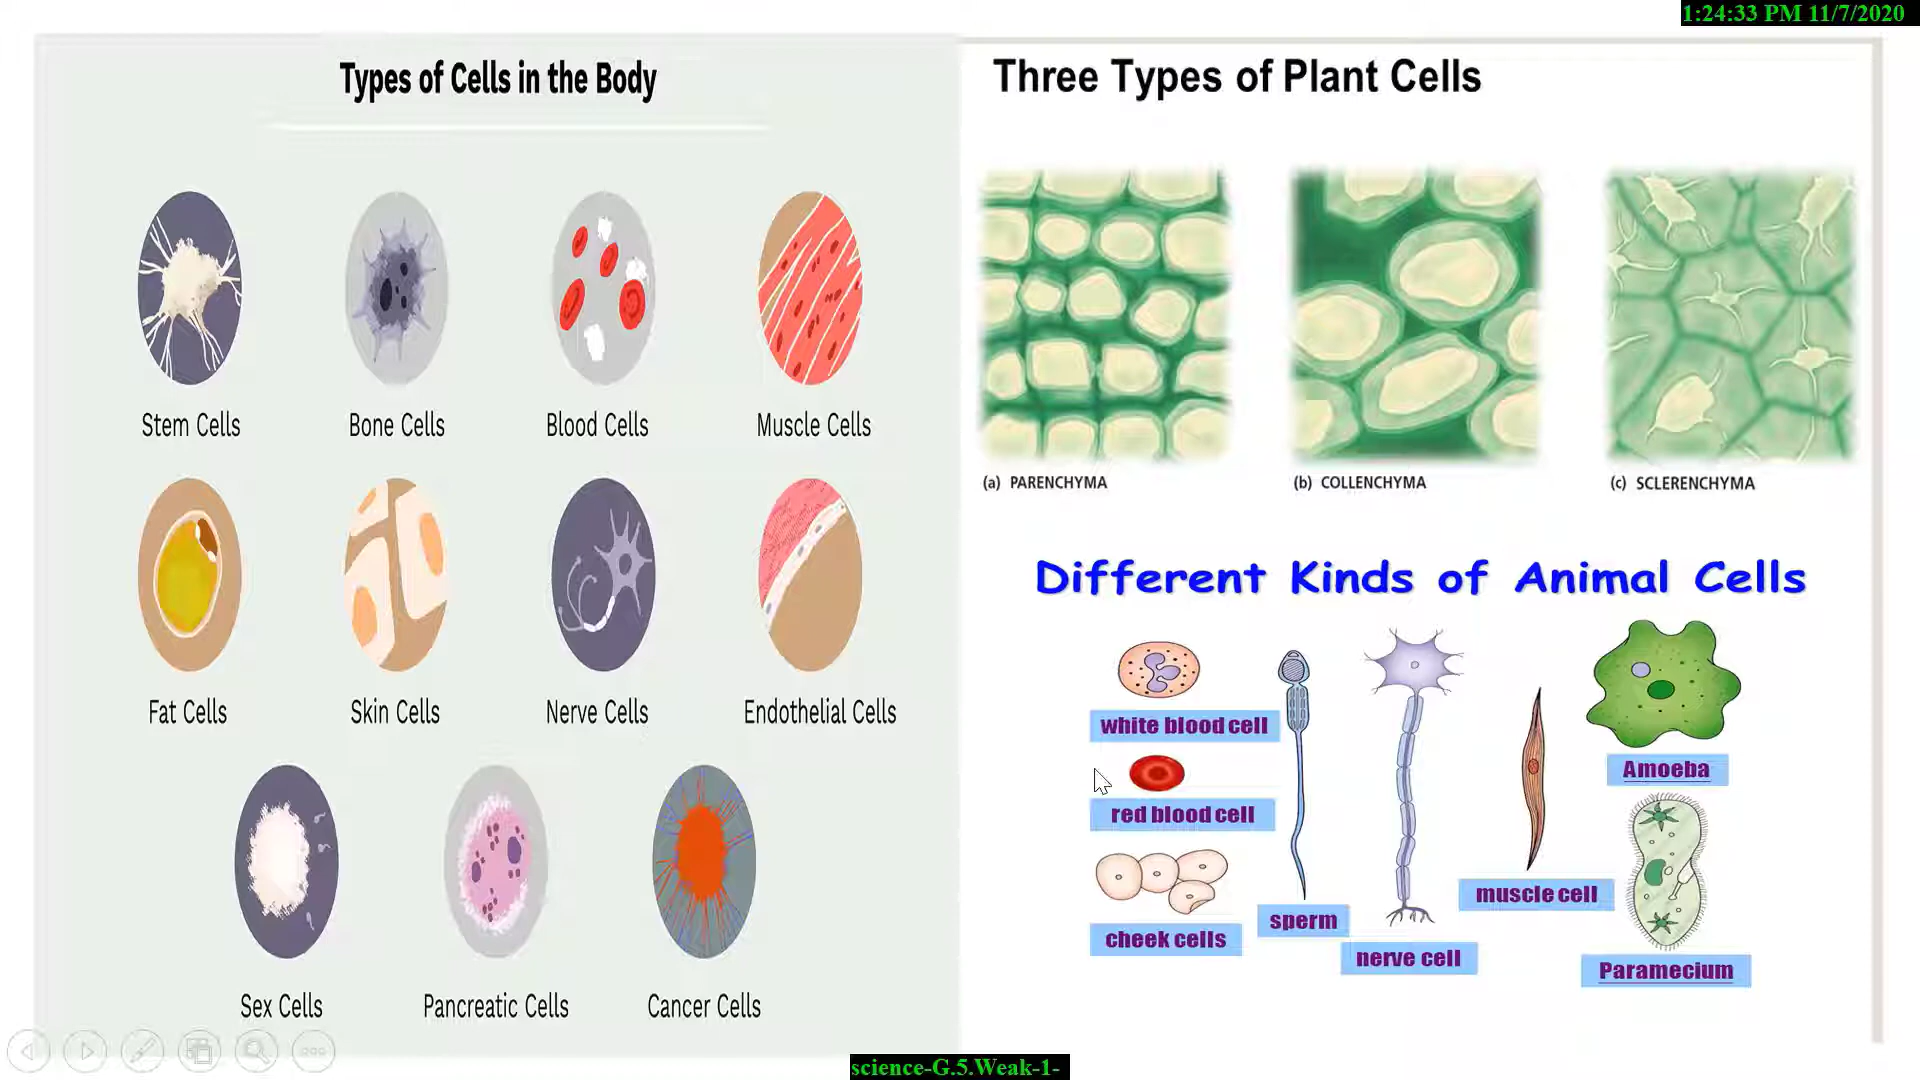 1:24:33 PM 11/7/2020
Types of Cells in the Body
Stem Cells
Bone Cells
Blood Cells
Muscle Cells
Fat Cells
Skin Cells
Nerve Cells
Endothelial Cells
Sex Cells
Pancreatic Cells
Cancer Cells
Three Types of Plant Cells
(a) PARENCHYMA
(b) COLLENCHYMA
(c) SCLERENCHYMA
Different Kinds of Animal Cells
white blood cell
red blood cell
cheek cells
sperm
nerve cell
muscle cell
Amoeba
Paramecium
science-G.5.Weak-1-